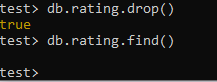 test> db.rating.drop()
true
test> db.rating.find()
test>